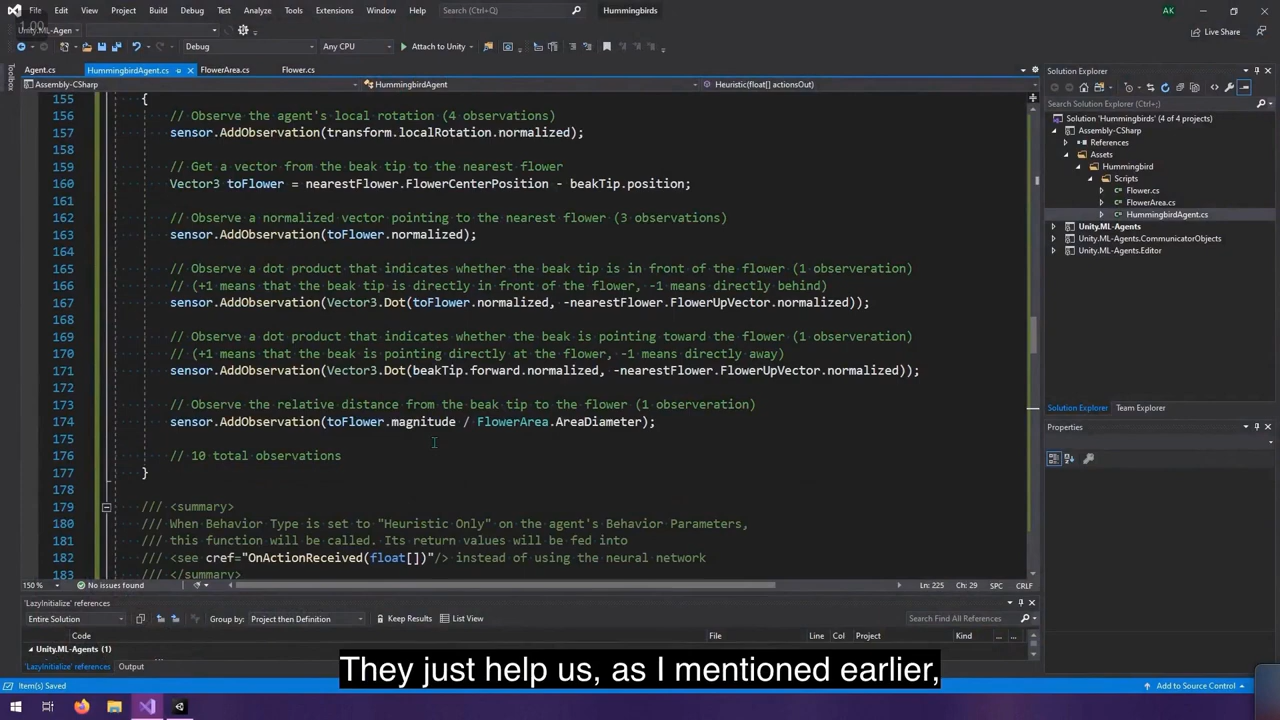 File Edit View Project Build Debug Test Analyze Tools Extensions Window Help Search (Ctrl+Q) Hummingbirds AK
1.00
Unity.ML-Agen
Live Share
Debug Any CPU Attach to Unity
Toolbox
Agent.cs HummingbirdAgent.cs FlowerArea.cs Flower.cs
Assembly-CSharp HummingbirdAgent Heuristic(float[] actionsOut)
155 {
156 // Observe the agent's local rotation (4 observations)
157 sensor.AddObservation(transform.localRotation.normalized);
158
159 // Get a vector from the beak tip to the nearest flower
160 Vector3 toFlower = nearestFlower.FlowerCenterPosition - beakTip.position;
161
162 // Observe a normalized vector pointing to the nearest flower (3 observations)
163 sensor.AddObservation(toFlower.normalized);
164
165 // Observe a dot product that indicates whether the beak tip is in front of the flower (1 observeration)
166 // (+1 means that the beak tip is directly in front of the flower, -1 means directly behind)
167 sensor.AddObservation(Vector3.Dot(toFlower.normalized, -nearestFlower.FlowerUpVector.normalized));
168
169 // Observe a dot product that indicates whether the beak is pointing toward the flower (1 observeration)
170 // (+1 means that the beak is pointing directly at the flower, -1 means directly away)
171 sensor.AddObservation(Vector3.Dot(beakTip.forward.normalized, -nearestFlower.FlowerUpVector.normalized));
172
173 // Observe the relative distance from the beak tip to the flower (1 observeration)
174 sensor.AddObservation(toFlower.magnitude / FlowerArea.AreaDiameter);
175
176 // 10 total observations
177 }
178
179 /// <summary>
180 /// When Behavior Type is set to "Heuristic Only" on the agent's Behavior Parameters,
181 /// this function will be called. Its return values will be fed into
182 /// <see cref="OnActionReceived(float[])"/> instead of using the neural network
183 /// </summary>
150 % No issues found Ln: 225 Ch: 29 SPC CRLF
Solution Explorer
Search Solution Explorer (Ctrl+;)
Solution 'Hummingbirds' (4 of 4 projects)
Assembly-CSharp
References
Assets
Hummingbird
Scripts
Flower.cs
FlowerArea.cs
HummingbirdAgent.cs
Unity.ML-Agents
Unity.ML-Agents.CommunicatorObjects
Unity.ML-Agents.Editor
Solution Explorer Team Explorer
Properties
'LazyInitialize' references
Entire Solution Group by: Project then Definition Keep Results List View Search Find All References
Code File Line Col Project Kind
Unity.ML-Agents (1)
'LazyInitialize' references Output
They just help us, as I mentioned earlier,
Item(s) Saved Add to Source Control